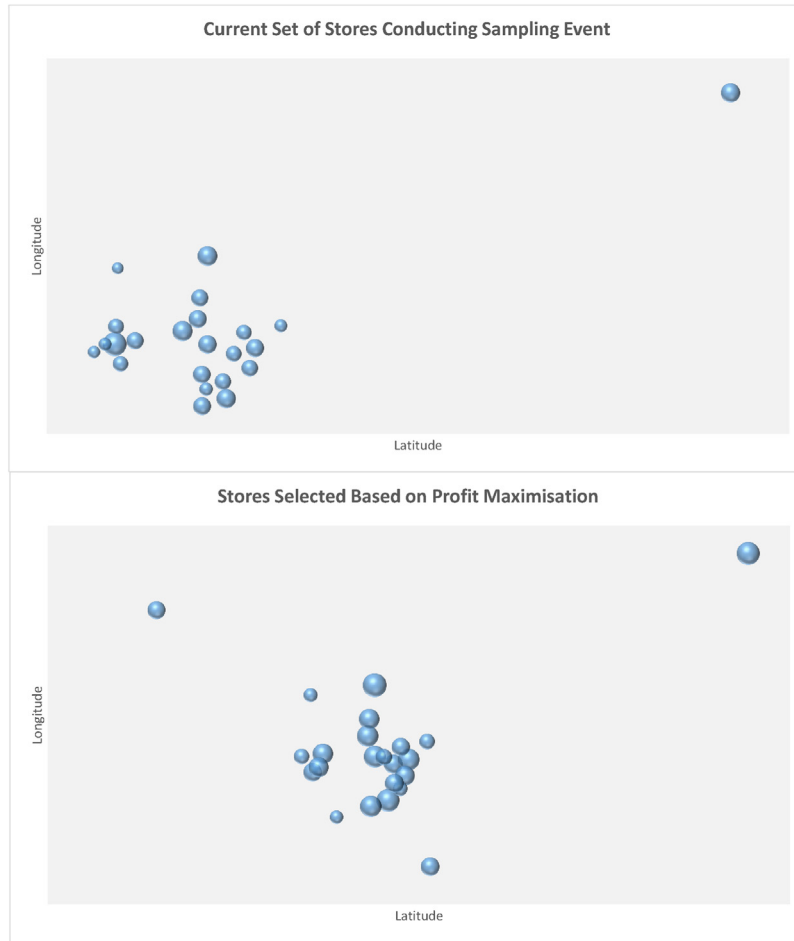 Current Set of Stores Conducting Sampling Event
Longitude
Latitude
Stores Selected Based on Profit Maximisation
Longitude
Latitude